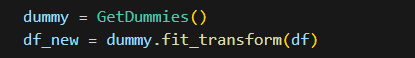 dummy = GetDummies()
df_new = dummy.fit_transform(df)